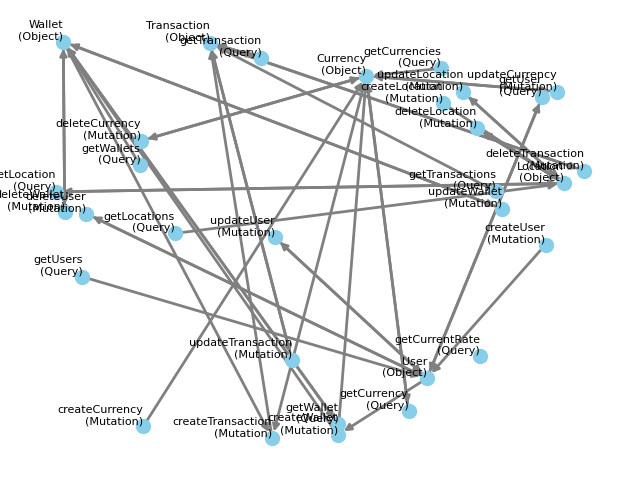 Wallet
(Object)
Transaction
(Object)
getTransaction
(Query)
Currency
(Object)
getCurrencies
(Query)
updateLocation
(Mutation)
updateCurrency
(Mutation)
getUser
(Query)
createLocation
(Mutation)
deleteLocation
(Mutation)
deleteCurrency
(Mutation)
getWallets
(Query)
deleteTransaction
(Mutation)
Location
(Object)
getLocation
(Query)
deleteWallet
(Mutation)
deleteUser
(Mutation)
getTransactions
(Query)
updateWallet
(Mutation)
getLocations
(Query)
updateUser
(Mutation)
createUser
(Mutation)
getUsers
(Query)
updateTransaction
(Mutation)
getCurrentRate
(Query)
User
(Object)
getCurrency
(Query)
createCurrency
(Mutation)
createTransaction
(Mutation)
getWallet
(Query)
createWallet
(Mutation)